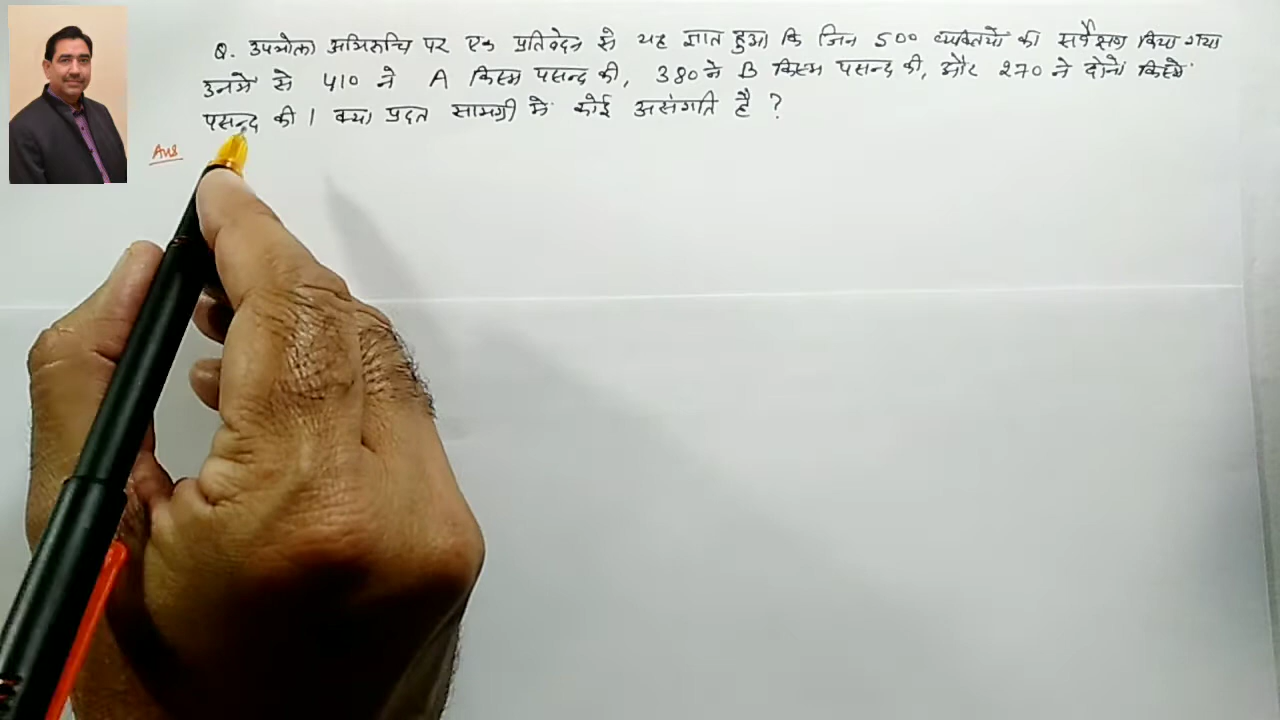 Q. उपभोक्ता अभिरुचि पर एक प्रतिवेदन से यह ज्ञात हुआ कि जिन 500 व्यक्तियों का सर्वेक्षण किया गया
उनमें से 410 ने A किस्म पसन्द की, 380 ने B किस्म पसन्द की, और 270 ने दोनों किस्में
पसन्द की । क्या प्रदत सामग्री में कोई असंगति है ?
Ans